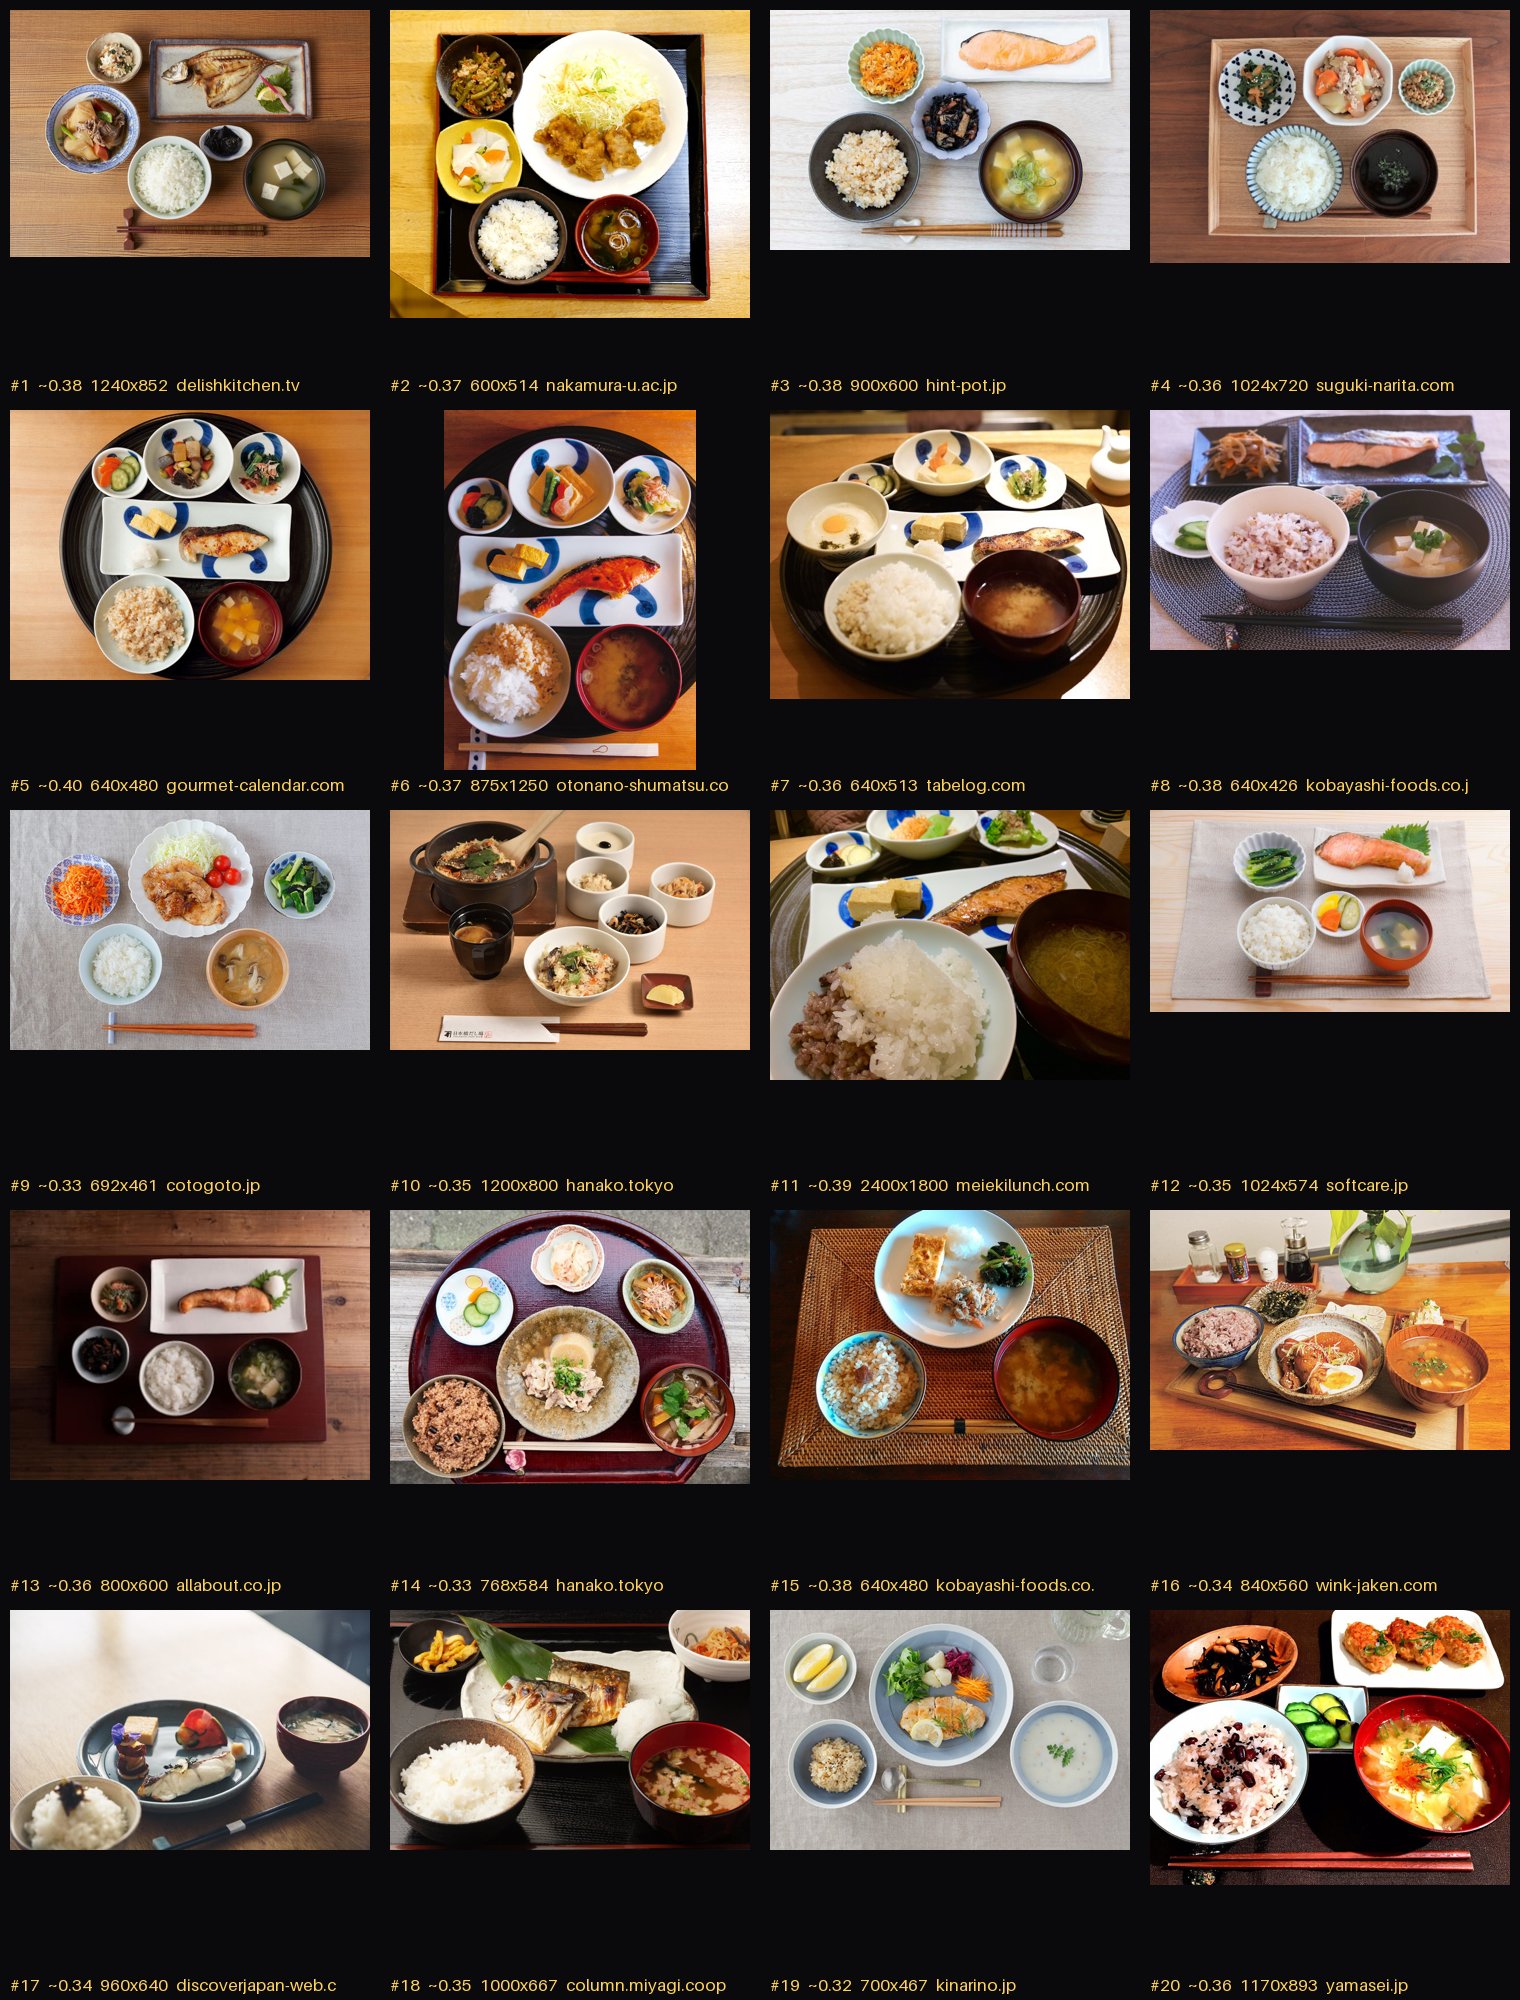 #1 ~0.38 1240x852 delishkitchen.tv
#2 ~0.37 600x514 nakamura-u.ac.jp
#3 ~0.38 900x600 hint-pot.jp
#4 ~0.36 1024x720 suguki-narita.com
#5 ~0.40 640x480 gourmet-calendar.com
#6 ~0.37 875x1250 otonano-shumatsu.co
#7 ~0.36 640x513 tabelog.com
#8 ~0.38 640x426 kobayashi-foods.co.j
#9 ~0.33 692x461 cotogoto.jp
#10 ~0.35 1200x800 hanako.tokyo
#11 ~0.39 2400x1800 meiekilunch.com
#12 ~0.35 1024x574 softcare.jp
#13 ~0.36 800x600 allabout.co.jp
#14 ~0.33 768x584 hanako.tokyo
#15 ~0.38 640x480 kobayashi-foods.co.
#16 ~0.34 840x560 wink-jaken.com
#17 ~0.34 960x640 discoverjapan-web.c
#18 ~0.35 1000x667 column.miyagi.coop
#19 ~0.32 700x467 kinarino.jp
#20 ~0.36 1170x893 yamasei.jp